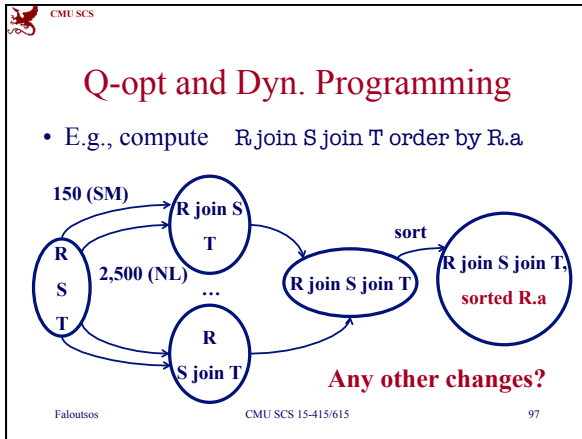 CMU SCS
Q-opt and Dyn. Programming
• E.g., compute R join S join T order by R.a
150 (SM)
R join S
T
sort
R
S
T
2,500 (NL)
...
R join S join T
R join S join T,
sorted R.a
R
S join T
Any other changes?
Faloutsos
CMU SCS 15-415/615
97